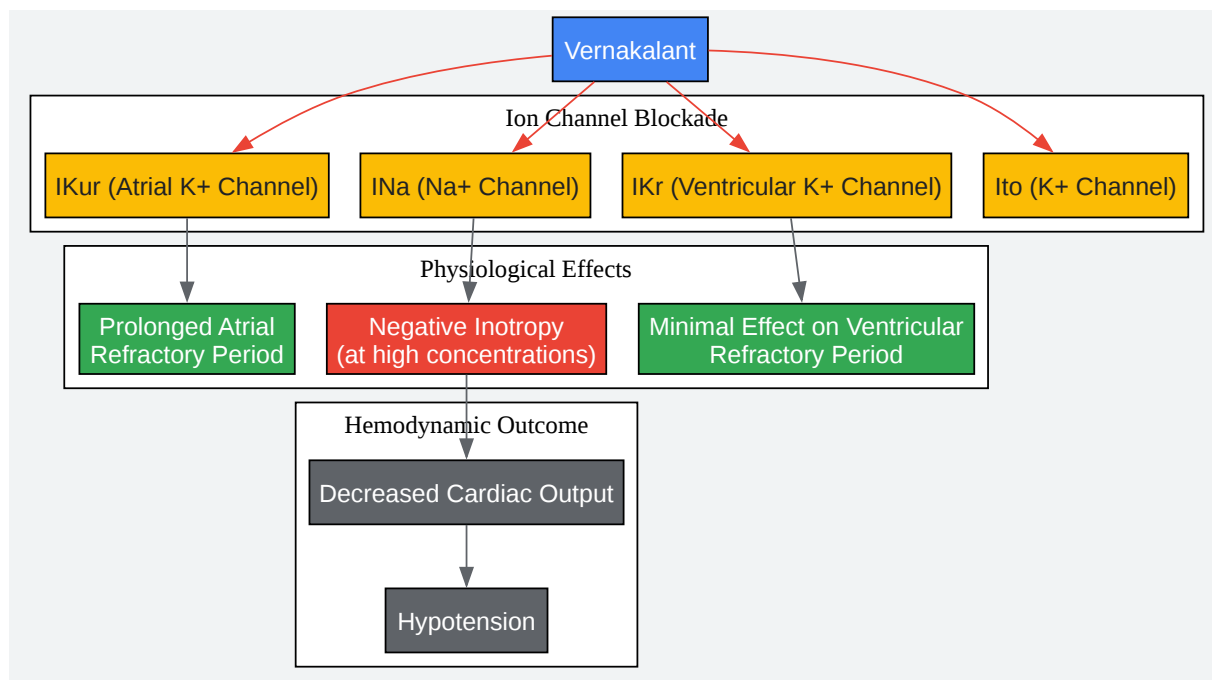 Vernakalant
Ion Channel Blockade
IKur (Atrial K+ Channel)
INa (Na+ Channel)
IKr (Ventricular K+ Channel)
Ito (K+ Channel)
Physiological Effects
Prolonged Atrial
Refractory Period
Negative Inotropy
(at high concentrations)
Minimal Effect on Ventricular
Refractory Period
Hemodynamic Outcome
Decreased Cardiac Output
Hypotension